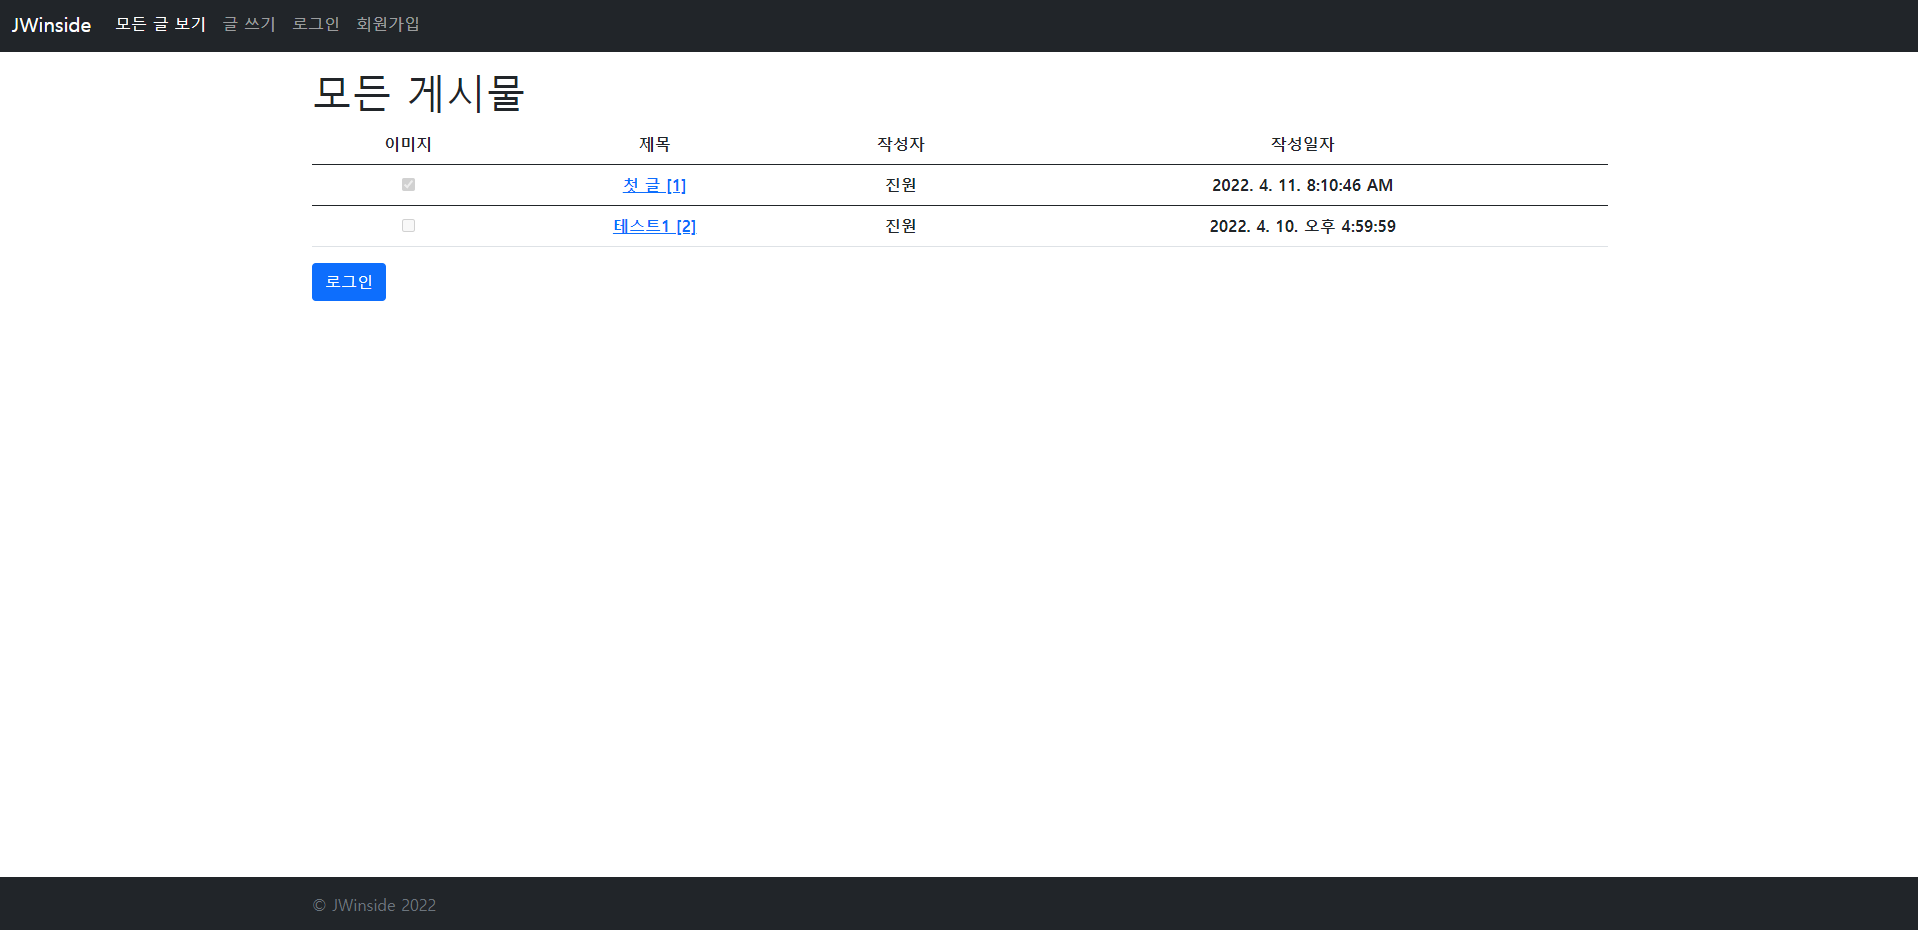 JWinside 모든 글 보기 글 쓰기 로그인 회원가입
모든 게시물
이미지 제목 작성자 작성일자
첫 글 [1] 진원 2022. 4. 11. 8:10:46 AM
테스트1 [2] 진원 2022. 4. 10. 오후 4:59:59
로그인
© JWinside 2022